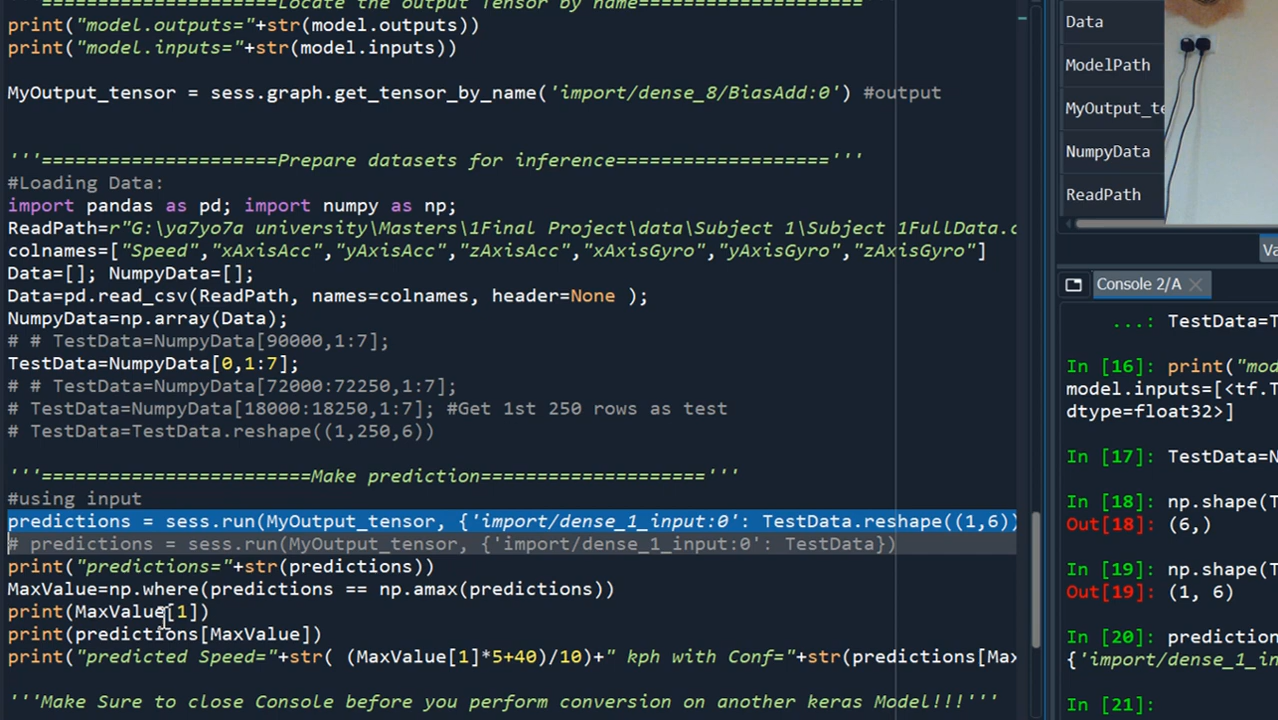 '''=====================Locate the output Tensor by name====================
print("model.outputs="+str(model.outputs))
print("model.inputs="+str(model.inputs))
MyOutput_tensor = sess.graph.get_tensor_by_name('import/dense_8/BiasAdd:0') #output
'''=====================Prepare datasets for inference==================='''
#Loading Data:
import pandas as pd; import numpy as np;
ReadPath=r"G:\ya7yo7a university\Masters\1Final Project\data\Subject 1\Subject 1FullData.c
colnames=["Speed","xAxisAcc","yAxisAcc","zAxisAcc","xAxisGyro","yAxisGyro","zAxisGyro"]
Data=[]; NumpyData=[];
Data=pd.read_csv(ReadPath, names=colnames, header=None );
NumpyData=np.array(Data);
# # TestData=NumpyData[90000,1:7];
TestData=NumpyData[0,1:7];
# # TestData=NumpyData[72000:72250,1:7];
# TestData=NumpyData[18000:18250,1:7]; #Get 1st 250 rows as test
# TestData=TestData.reshape((1,250,6))
'''========================Make prediction===================='''
#using input
predictions = sess.run(MyOutput_tensor, {'import/dense_1_input:0': TestData.reshape((1,6))
# predictions = sess.run(MyOutput_tensor, {'import/dense_1_input:0': TestData})
print("predictions="+str(predictions))
MaxValue=np.where(predictions == np.amax(predictions))
print(MaxValue[1])
print(predictions[MaxValue])
print("predicted Speed="+str( (MaxValue[1]*5+40)/10)+" kph with Conf="+str(predictions[Max
'''Make Sure to close Console before you perform conversion on another keras Model!!!'''
Data
ModelPath
MyOutput_te
NumpyData
ReadPath
Va
Console 2/A
...: TestData=T
In [16]: print("mod
model.inputs=[<tf.T
dtype=float32>]
In [17]: TestData=N
In [18]: np.shape(T
Out[18]: (6,)
In [19]: np.shape(T
Out[19]: (1, 6)
In [20]: prediction
{'import/dense_1_in
In [21]: